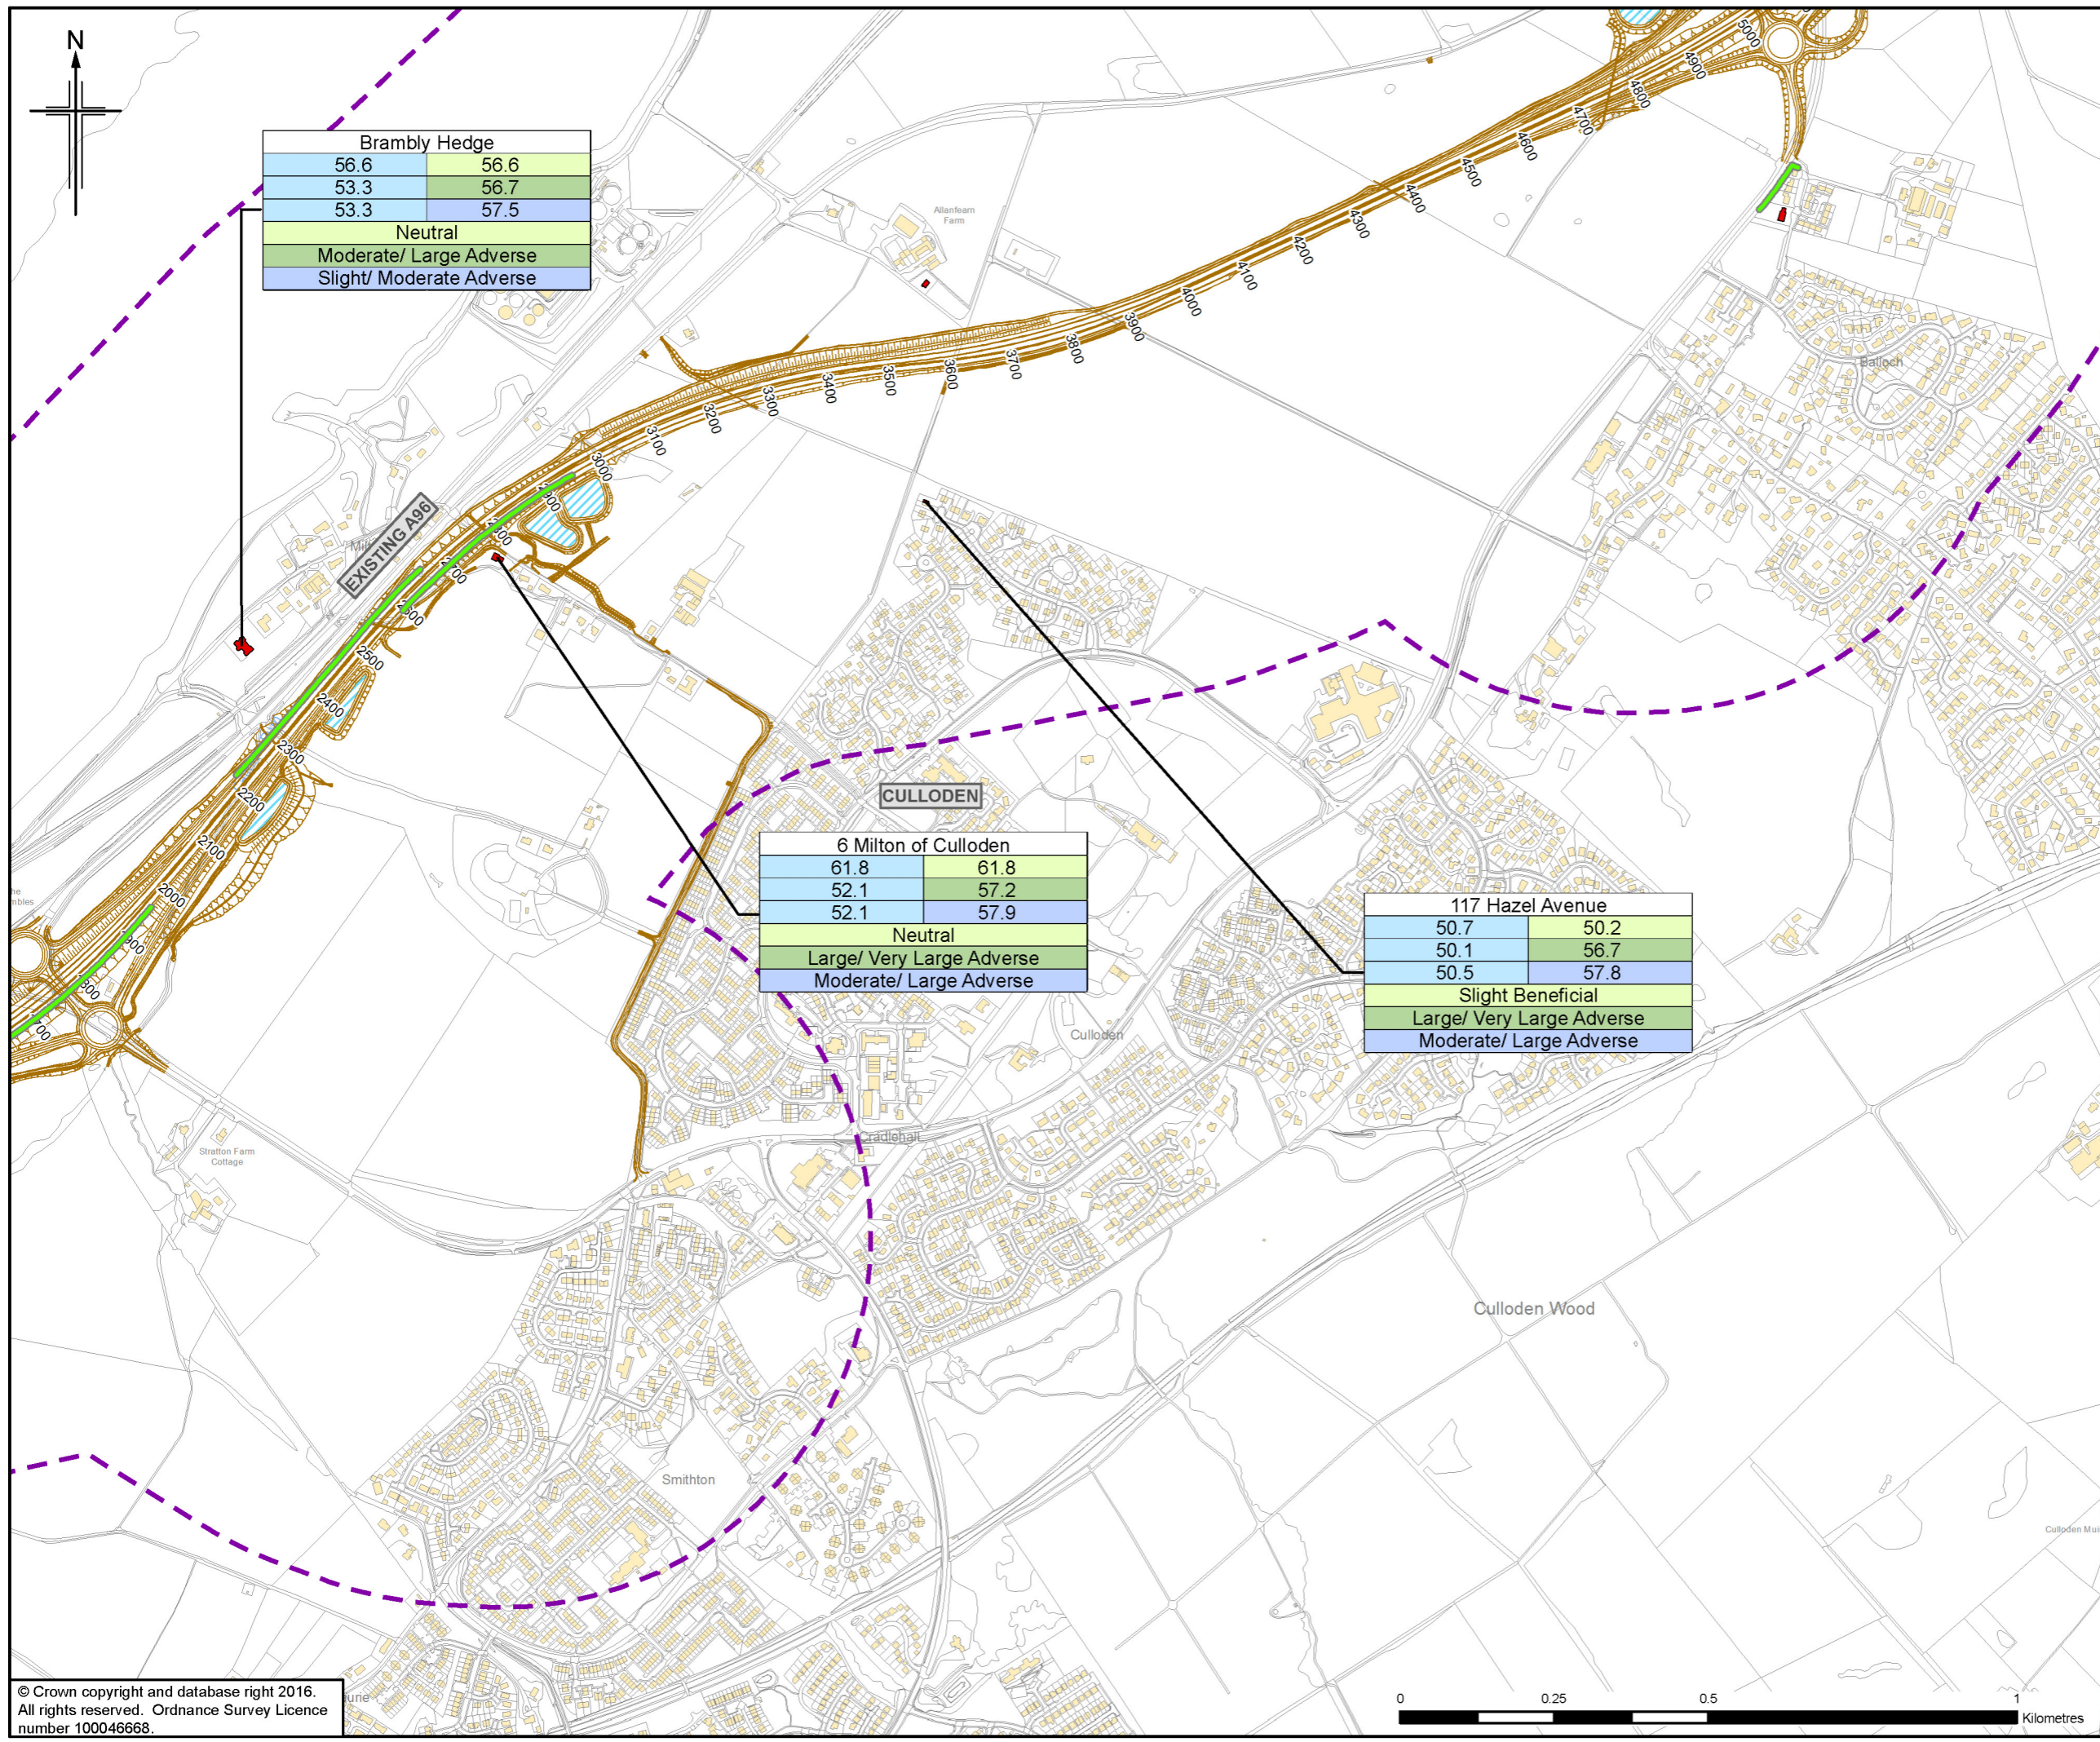 N
Brambly Hedge
56.6 56.6
53.3 56.7
53.3 57.5
Neutral
Moderate/ Large Adverse
Slight/ Moderate Adverse
Allanfearn
Farm
5000
4900
4800
4700
4600
4500
4400
4300
4200
4100
4000
3900
3800
3700
3600
3500
3400
3300
3200
3100
3000
2900
2700
2500
2400
2300
2200
2100
2000
Balloch
EXISTING A96
CULLODEN
6 Milton of Culloden
61.8 61.8
52.1 57.2
52.1 57.9
Neutral
Large/ Very Large Adverse
Moderate/ Large Adverse
117 Hazel Avenue
50.7 50.2
50.1 56.7
50.5 57.8
Slight Beneficial
Large/ Very Large Adverse
Moderate/ Large Adverse
Culloden
Cradlehall
Stratton Farm
Cottage
Culloden Wood
Smithton
© Crown copyright and database right 2016.
All rights reserved. Ordnance Survey Licence
number 100046668.
0 0.25 0.5 1
Kilometres